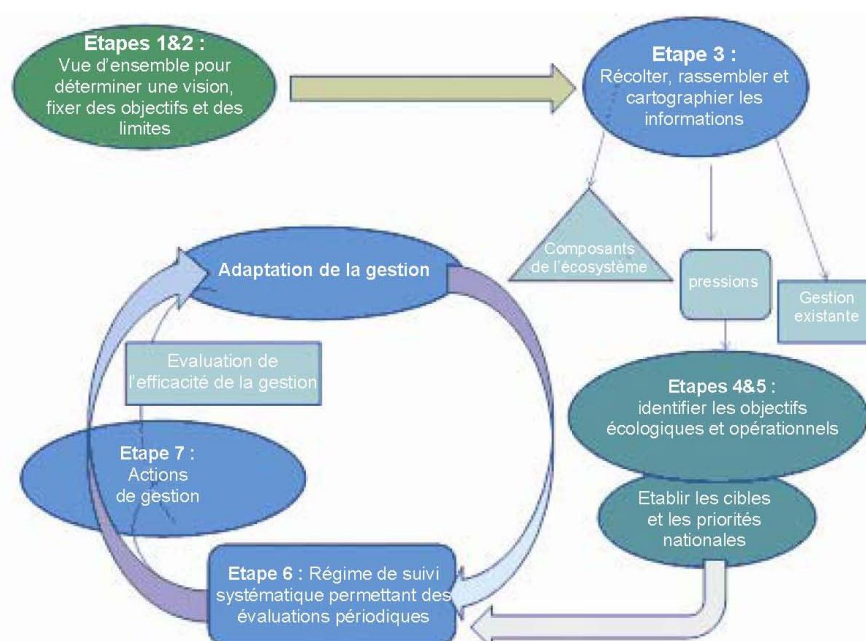 Etapes 1&2 :
Vue d'ensemble pour
déterminer une vision,
fixer des objectifs et des
limites
Etape 3 :
Récolter, rassembler et
cartographier les
informations
Composants
de l'écosystème
pressions
Gestion
existante
Etapes 4&5 :
identifier les objectifs
écologiques et opérationnels
Etablir les cibles
et les priorités
nationales
Etape 6 : Régime de suivi
systématique permettant des
évaluations périodiques
Etape 7 :
Actions
de gestion
Evaluation de
l'efficacité de la gestion
Adaptation de la gestion